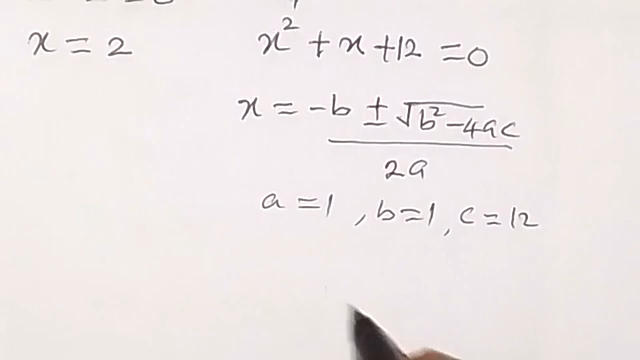 x = 2
x² + x + 12 = 0
x = -b ± √b² - 4ac
2a
a = 1, b = 1, c = 12